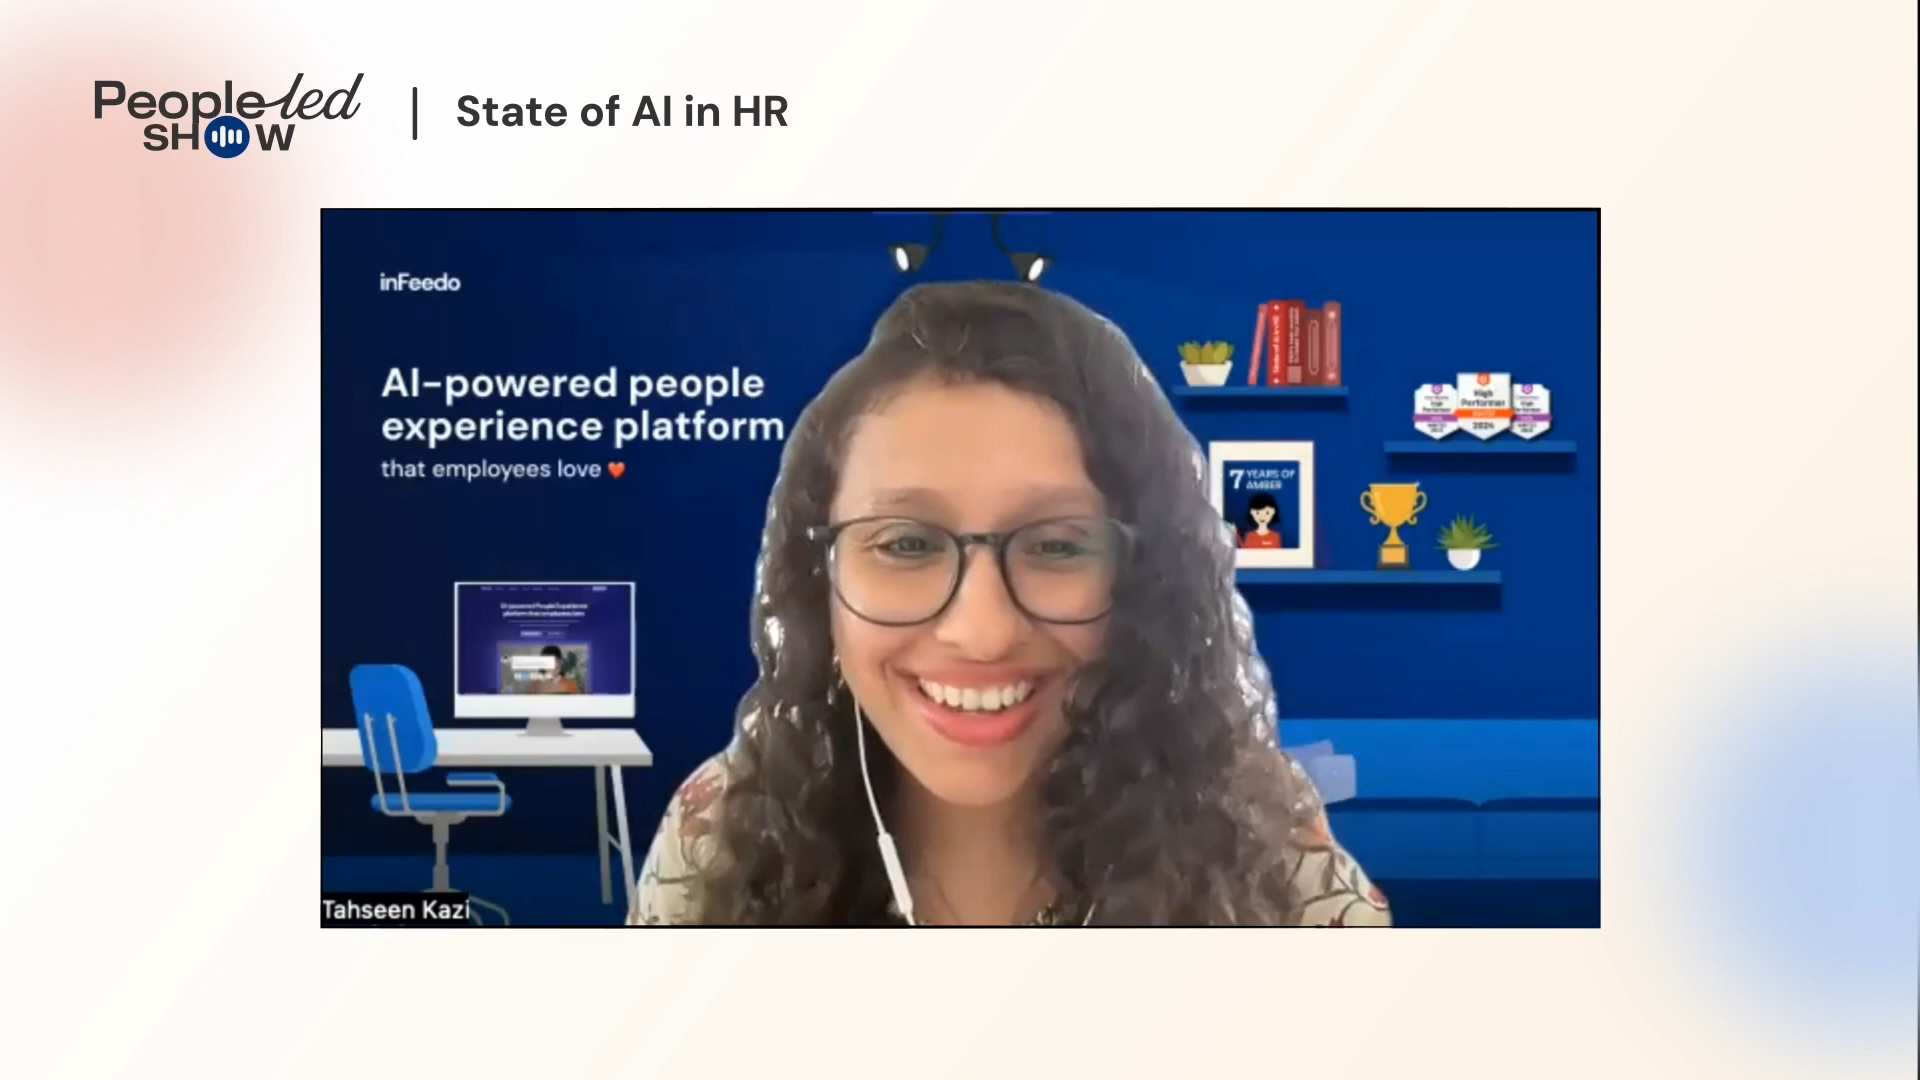 People-led
SHOW
State of AI in HR
inFeedo
AI-powered people
experience platform
that employees love
7 YEARS OF
AMBER
High
Performer
2024
Tahseen Kazi